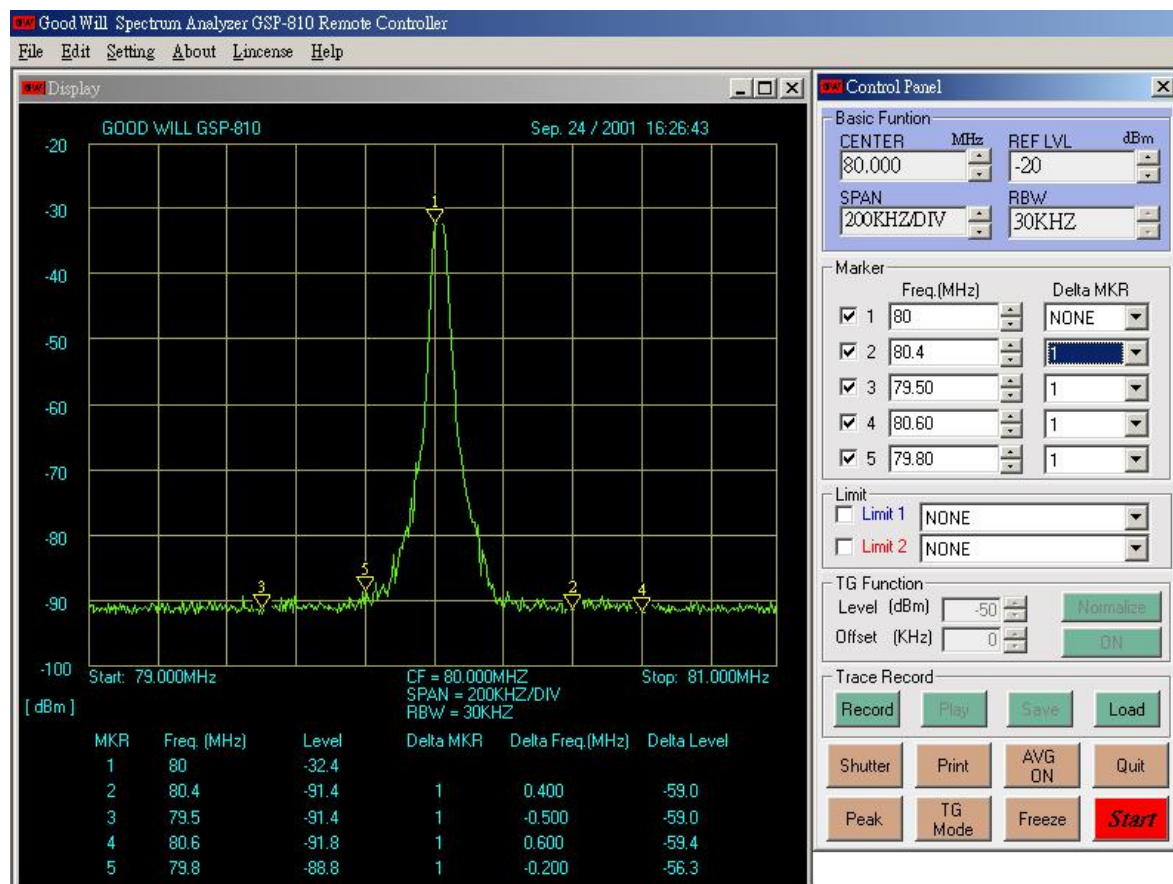 GW Good Will Spectrum Analyzer GSP-810 Remote Controller
File Edit Setting About Lincense Help
GW Display
GOOD WILL GSP-810 Sep. 24 / 2001 16:26:43
-20
-30
-40
-50
-60
-70
-80
-90
-100
[ dBm ]
1
5
3
2
4
Start: 79.000MHz CF = 80.000MHZ Stop: 81.000MHz
SPAN = 200KHZ/DIV
RBW = 30KHZ
MKR Freq. (MHz) Level Delta MKR Delta Freq.(MHz) Delta Level
1 80 -32.4
2 80.4 -91.4 1 0.400 -59.0
3 79.5 -91.4 1 -0.500 -59.0
4 80.6 -91.8 1 0.600 -59.4
5 79.8 -88.8 1 -0.200 -56.3
GW Control Panel
Basic Funtion
CENTER MHz REF LVL dBm
80.000 -20
SPAN RBW
200KHZ/DIV 30KHZ
Marker
Freq.(MHz) Delta MKR
1 80 NONE
2 80.4 1
3 79.50 1
4 80.60 1
5 79.80 1
Limit
Limit 1 NONE
Limit 2 NONE
TG Function
Level (dBm) -50 Normalize
Offset (KHz) 0 ON
Trace Record
Record Play Save Load
Shutter Print AVG ON Quit
Peak TG Mode Freeze Start